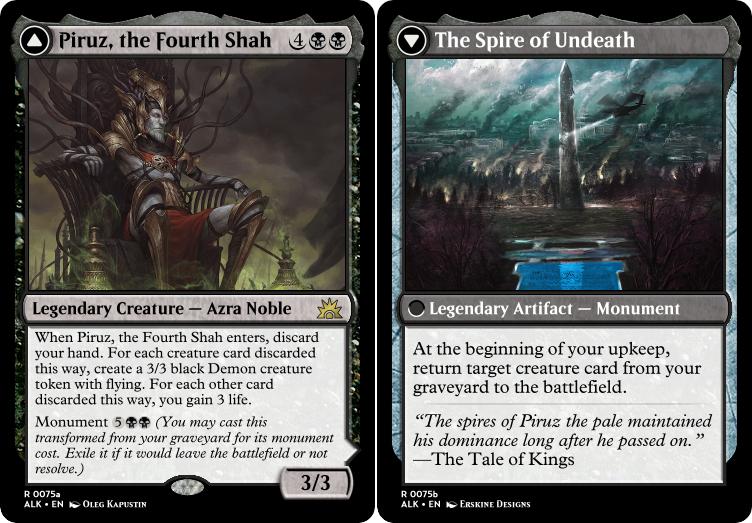 Piruz, the Fourth Shah 4
Legendary Creature — Azra Noble
When Piruz, the Fourth Shah enters, discard
your hand. For each creature card discarded
this way, create a 3/3 black Demon creature
token with flying. For each other card
discarded this way, you gain 3 life.
Monument 5 (You may cast this
transformed from your graveyard for its monument
cost. Exile it if it would leave the battlefield or not
resolve.)
3/3
R 0075a
ALK • EN Oleg Kapustin
The Spire of Undeath
Legendary Artifact — Monument
At the beginning of your upkeep,
return target creature card from your
graveyard to the battlefield.
“The spires of Piruz the pale maintained
his dominance long after he passed on.”
—The Tale of Kings
R 0075b
ALK • EN Erskine Designs